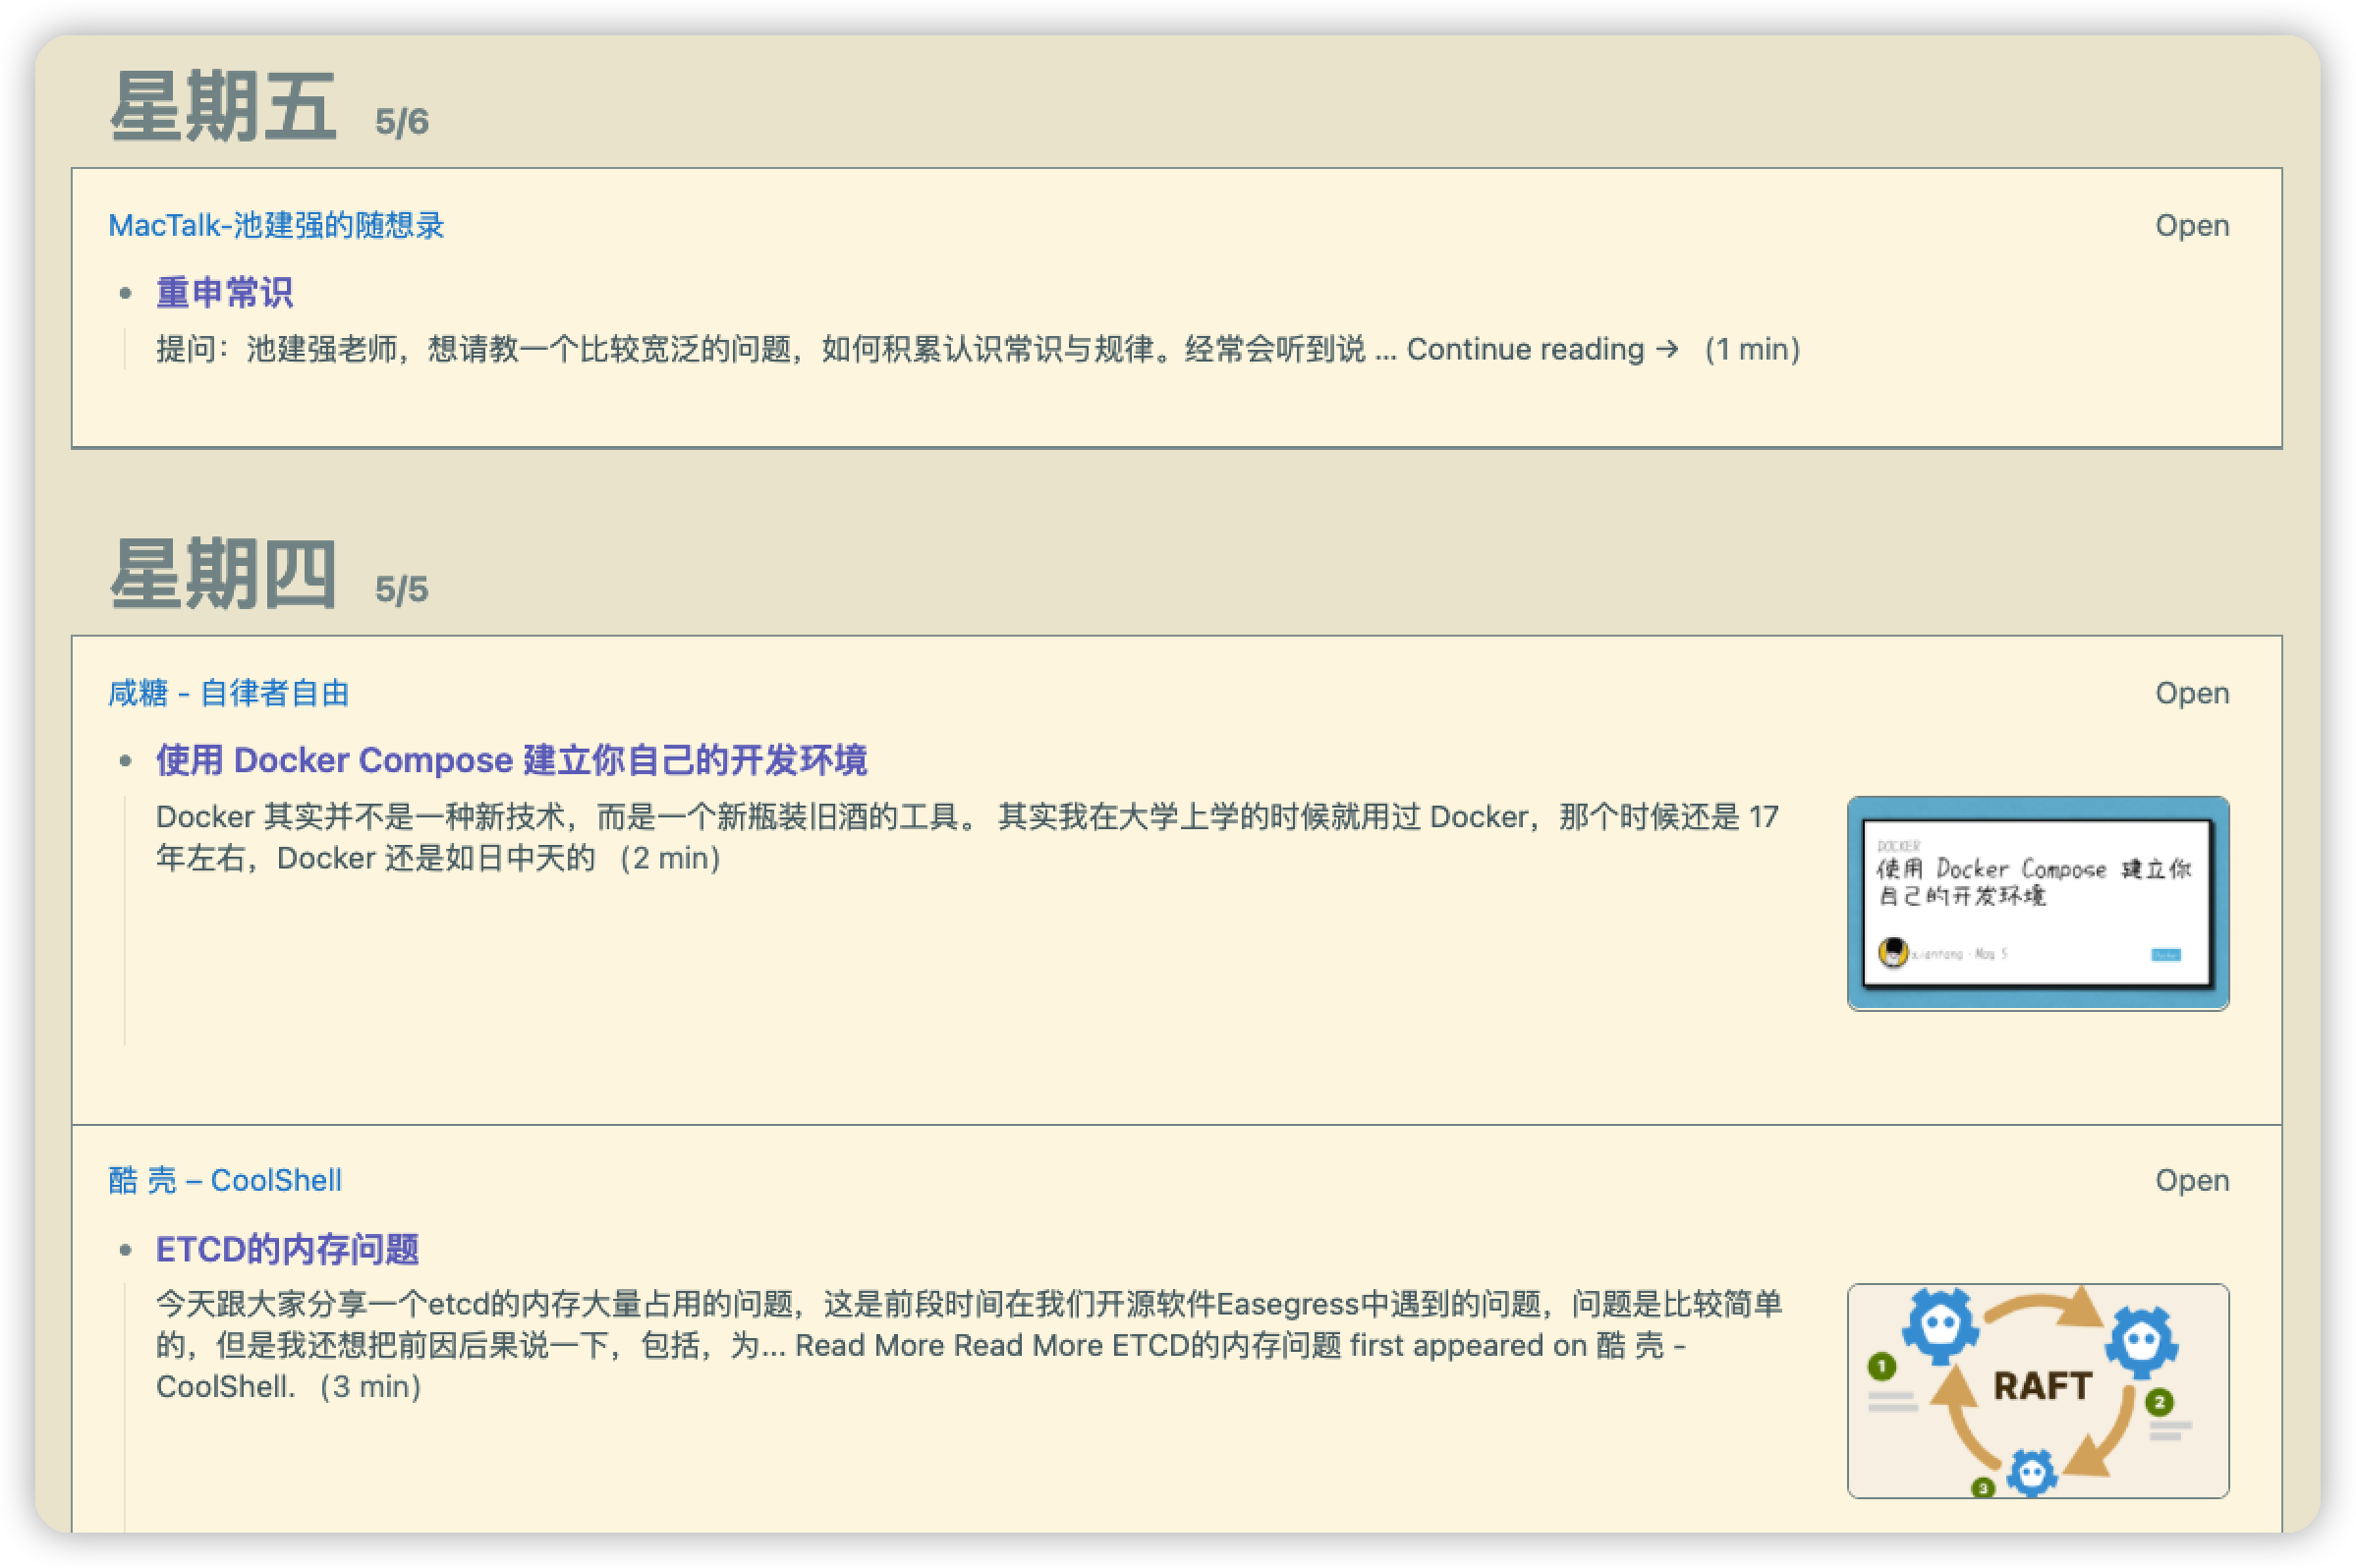 星期五 5/6
MacTalk-池建强的随想录 Open
重申常识
提问：池建强老师，想请教一个比较宽泛的问题，如何积累认识常识与规律。经常会听到说 ... Continue reading → (1 min)
星期四 5/5
咸糖 - 自律者自由 Open
使用 Docker Compose 建立你自己的开发环境
Docker 其实并不是一种新技术，而是一个新瓶装旧酒的工具。 其实我在大学上学的时候就用过 Docker，那个时候还是 17
年左右，Docker 还是如日中天的 (2 min)
DOCKER
使用 Docker Compose 建立你
自己的开发环境
May 5
酷 壳 – CoolShell Open
ETCD的内存问题
今天跟大家分享一个etcd的内存大量占用的问题，这是前段时间在我们开源软件Easegress中遇到的问题，问题是比较简单
的，但是我还想把前因后果说一下，包括，为... Read More Read More ETCD的内存问题 first appeared on 酷 壳 -
CoolShell. (3 min)
1
RAFT
2
3